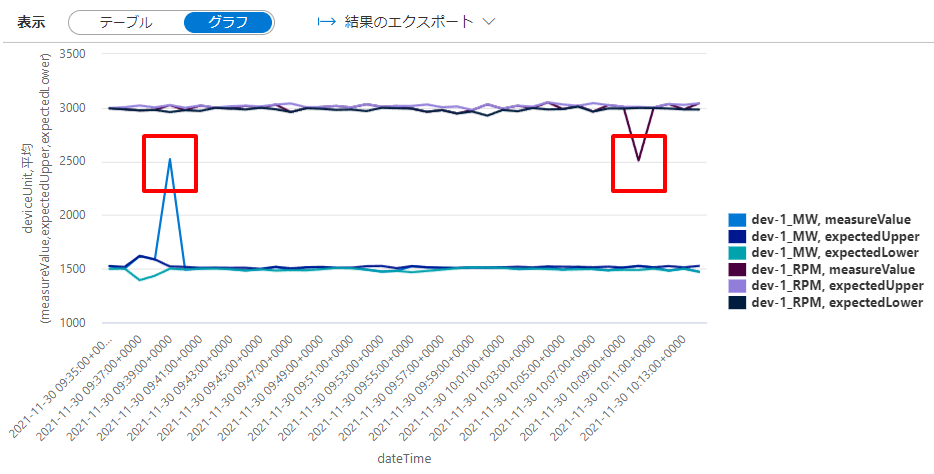 表示
テーブル
グラフ
結果のエクスポート
deviceUnit,平均
(measureValue,expectedUpper,expectedLower)
3500
3000
2500
2000
1500
1000
2021-11-30 09:35:00+00...
2021-11-30 09:37:00+0000
2021-11-30 09:39:00+0000
2021-11-30 09:41:00+0000
2021-11-30 09:43:00+0000
2021-11-30 09:45:00+0000
2021-11-30 09:47:00+0000
2021-11-30 09:49:00+0000
2021-11-30 09:51:00+0000
2021-11-30 09:53:00+0000
2021-11-30 09:55:00+0000
2021-11-30 09:57:00+0000
2021-11-30 09:59:00+0000
2021-11-30 10:01:00+0000
2021-11-30 10:03:00+0000
2021-11-30 10:05:00+0000
2021-11-30 10:07:00+0000
2021-11-30 10:09:00+0000
2021-11-30 10:11:00+0000
2021-11-30 10:13:00+0000
dateTime
dev-1_MW, measureValue
dev-1_MW, expectedUpper
dev-1_MW, expectedLower
dev-1_RPM, measureValue
dev-1_RPM, expectedUpper
dev-1_RPM, expectedLower